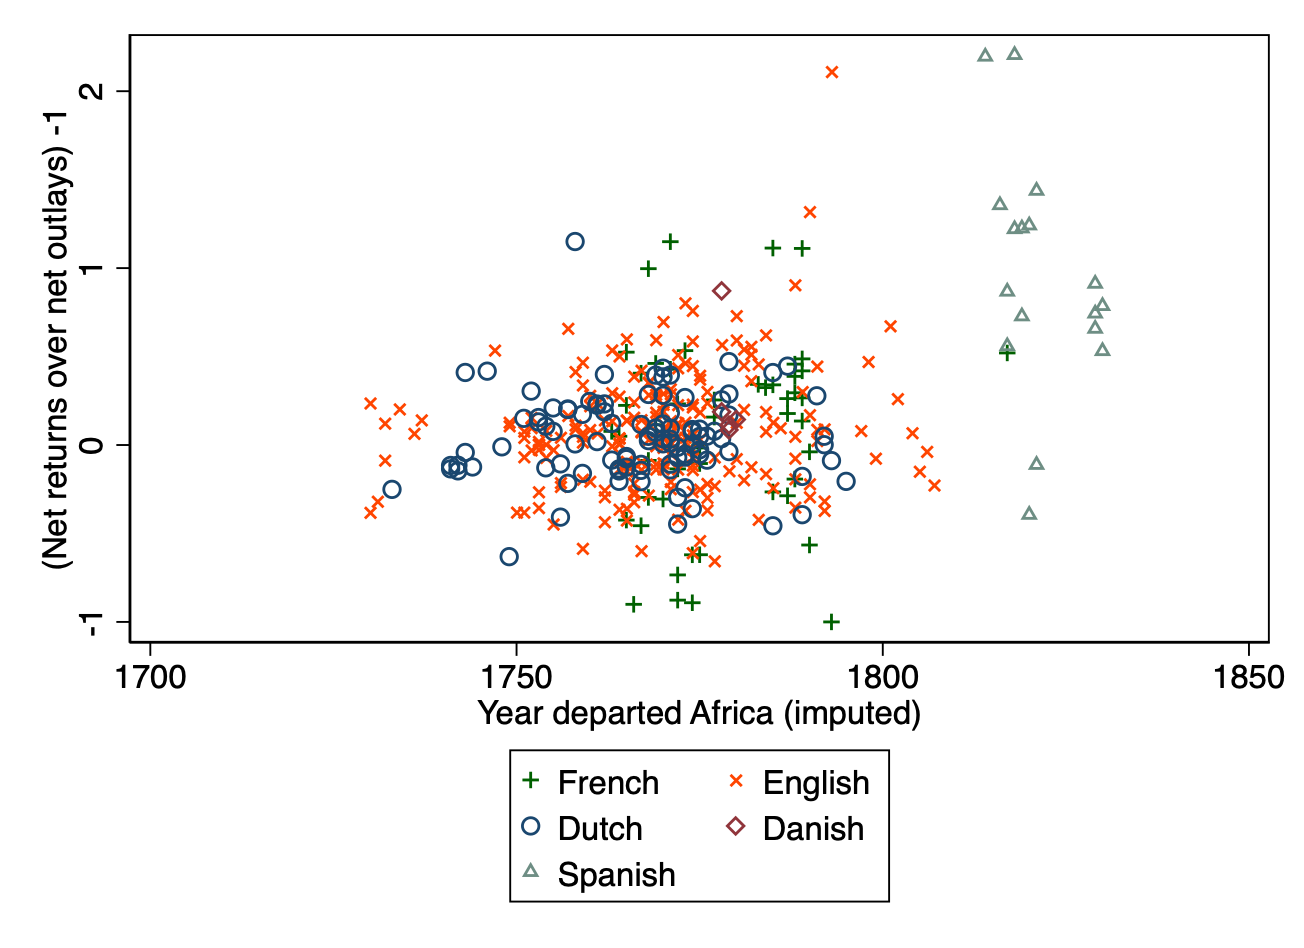 (Net returns over net outlays) -1
2
1
0
-1
1700 1750 1800 1850
Year departed Africa (imputed)
French English
Dutch Danish
Spanish